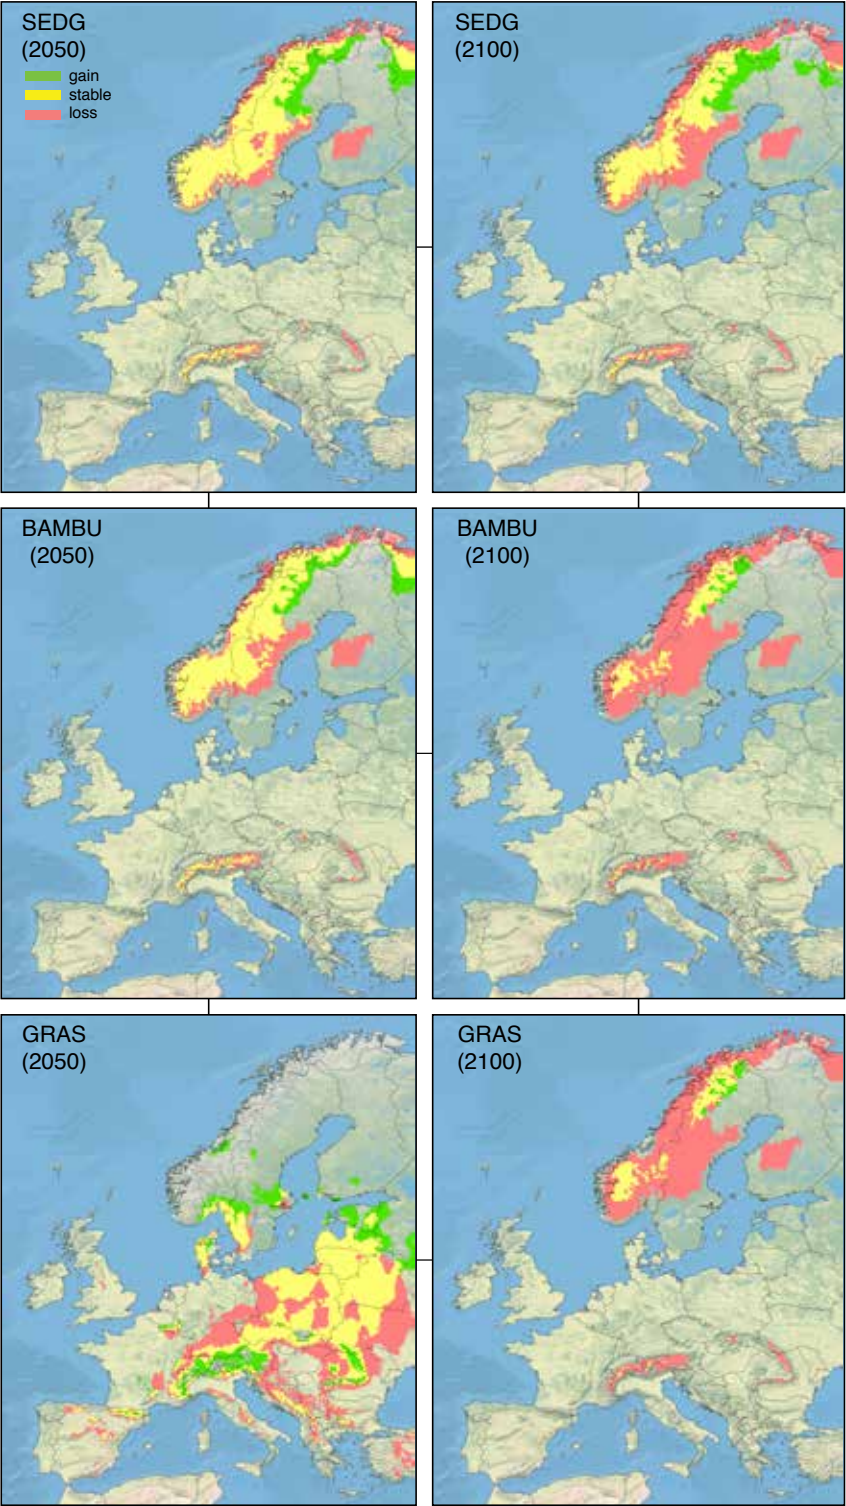 SEDG
(2050)
gain
stable
loss
SEDG
(2100)
BAMBU
(2050)
BAMBU
(2100)
GRAS
(2050)
GRAS
(2100)